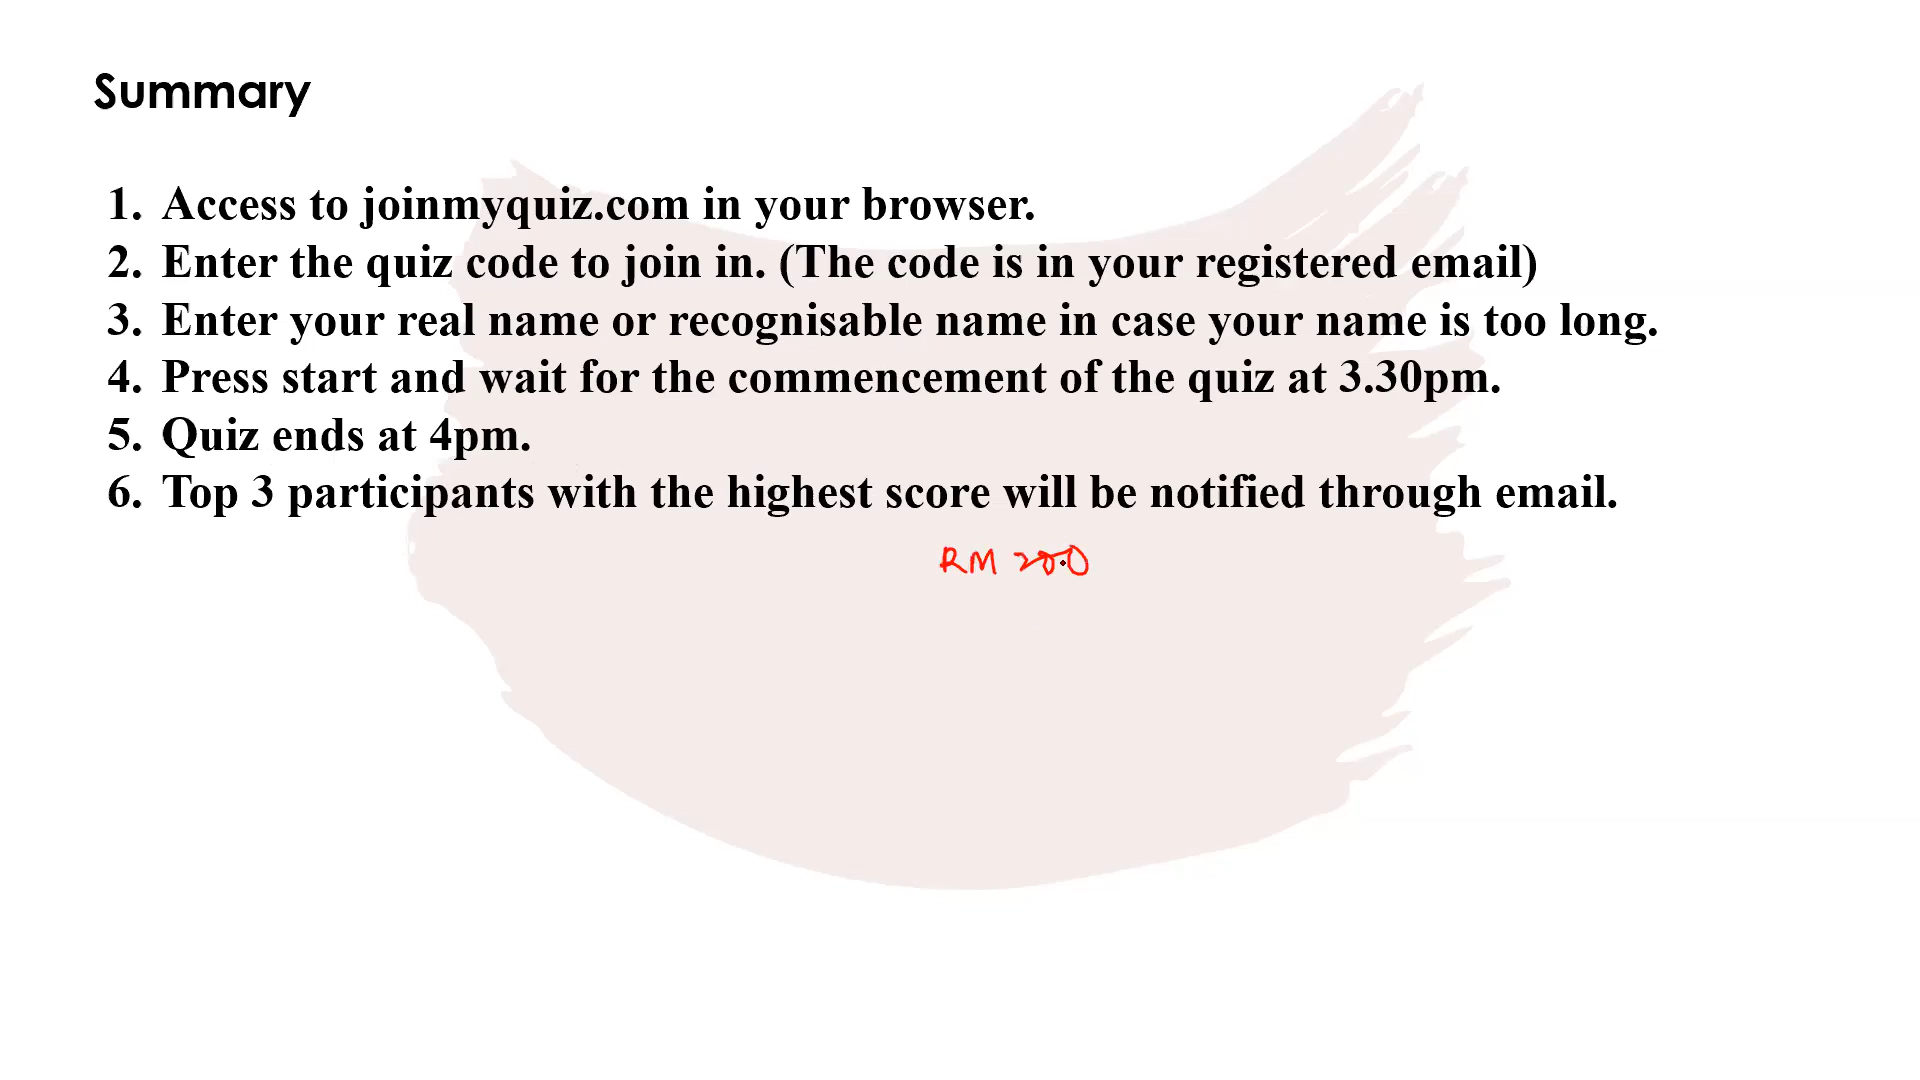 Summary
1. Access to joinmyquiz.com in your browser.
2. Enter the quiz code to join in. (The code is in your registered email)
3. Enter your real name or recognisable name in case your name is too long.
4. Press start and wait for the commencement of the quiz at 3.30pm.
5. Quiz ends at 4pm.
6. Top 3 participants with the highest score will be notified through email.
RM 200